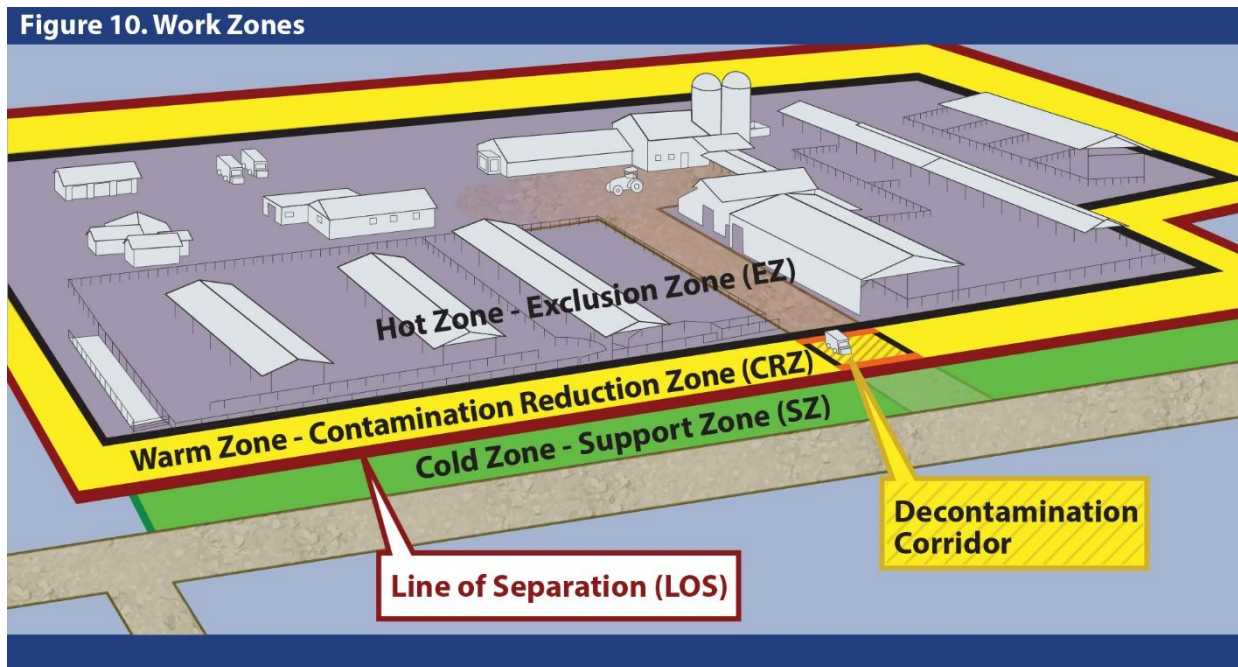 Figure 10. Work Zones
Hot Zone - Exclusion Zone (EZ)
Warm Zone - Contamination Reduction Zone (CRZ)
Cold Zone - Support Zone (SZ)
Decontamination
Corridor
Line of Separation (LOS)